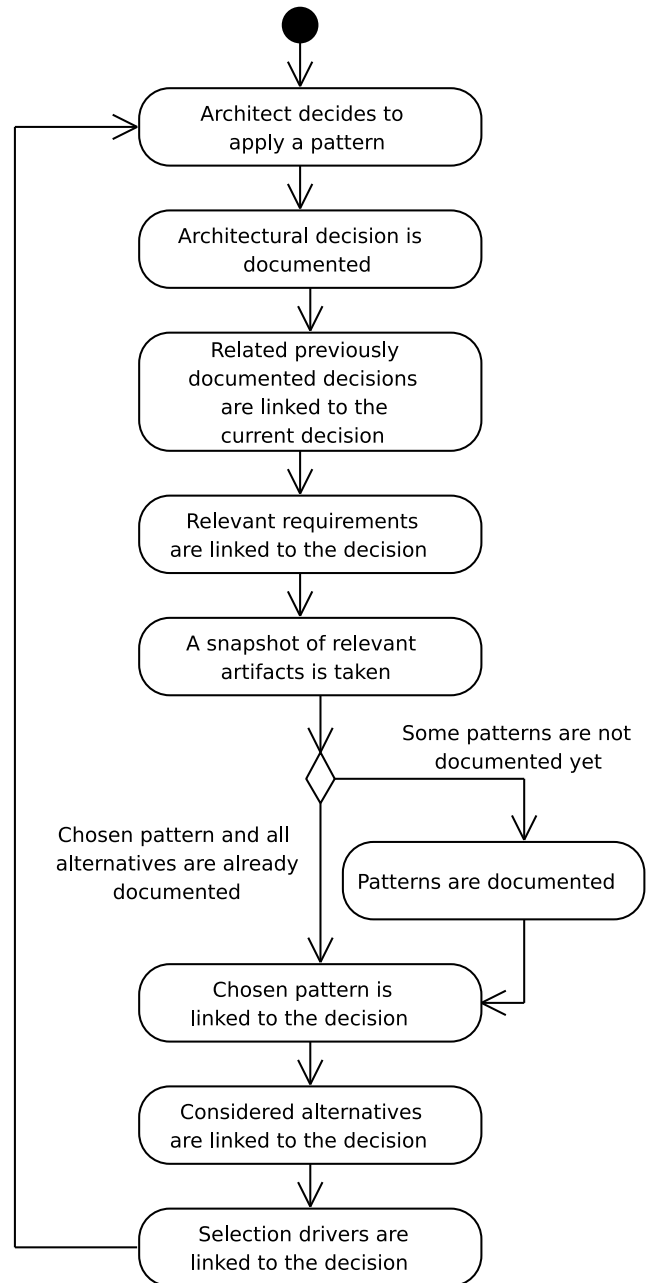 Architect decides to
apply a pattern
Architectural decision is
documented
Related previously
documented decisions
are linked to the
current decision
Relevant requirements
are linked to the decision
A snapshot of relevant
artifacts is taken
Some patterns are not
documented yet
Chosen pattern and all
alternatives are already
documented
Patterns are documented
Chosen pattern is
linked to the decision
Considered alternatives
are linked to the decision
Selection drivers are
linked to the decision